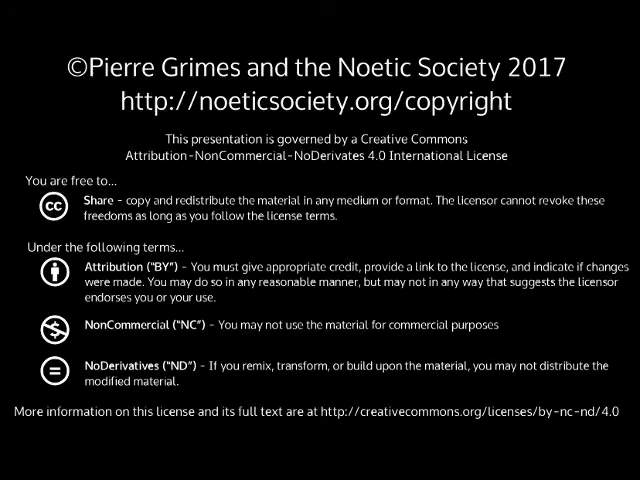 ©Pierre Grimes and the Noetic Society 2017
http://noeticsociety.org/copyright
This presentation is governed by a Creative Commons
Attribution-NonCommercial-NoDerivates 4.0 International License
You are free to...
cc
Share - copy and redistribute the material in any medium or format. The licensor cannot revoke these
freedoms as long as you follow the license terms.
Under the following terms...
Attribution ("BY") - You must give appropriate credit, provide a link to the license, and indicate if changes
were made. You may do so in any reasonable manner, but may not in any way that suggests the licensor
endorses you or your use.
NonCommercial ("NC") - You may not use the material for commercial purposes
NoDerivatives ("ND") - If you remix, transform, or build upon the material, you may not distribute the
modified material.
More information on this license and its full text are at http://creativecommons.org/licenses/by-nc-nd/4.0